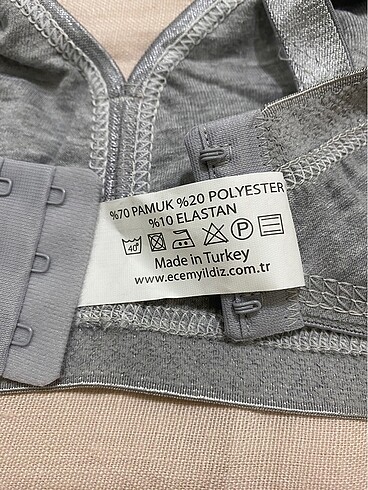 %70 PAMUK %20 POLYESTER
%10 ELASTAN
40° P
Made in Turkey
www.ecemyildiz.com.tr